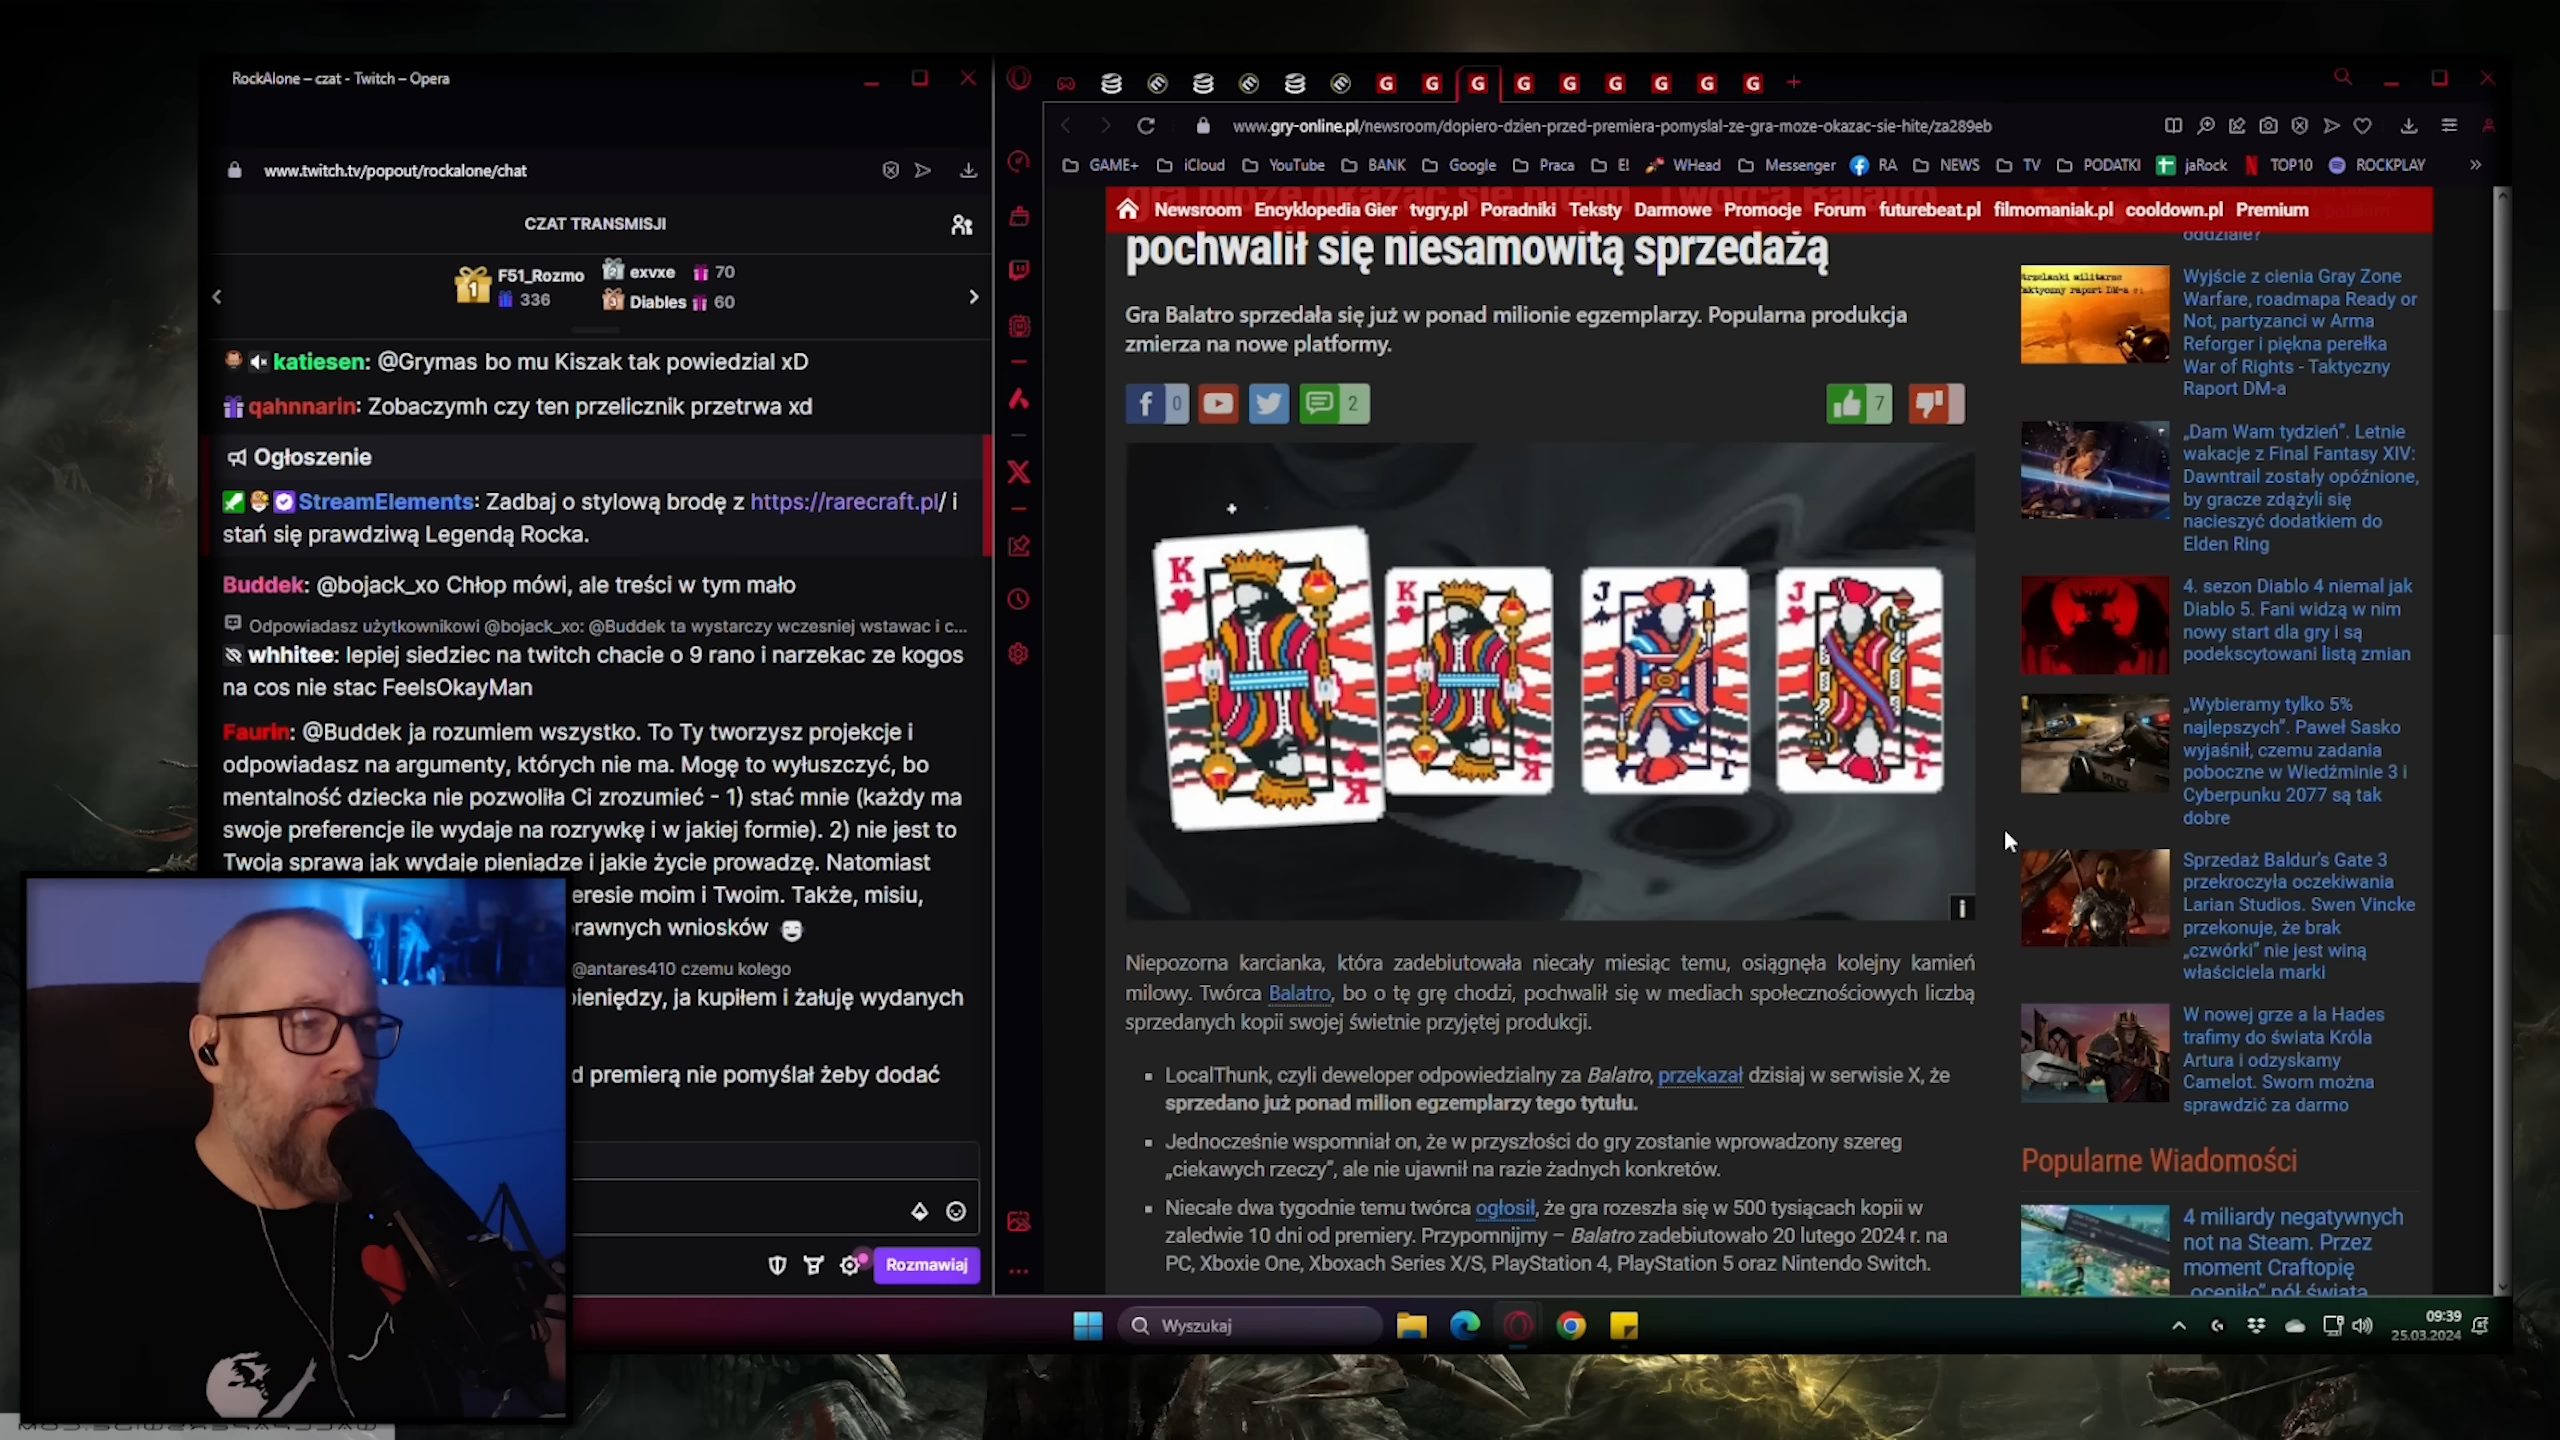 RockAlone – czat - Twitch – Opera
www.twitch.tv/popout/rockalone/chat
CZAT TRANSMISJI
1 F51_Rozmo 336
2 exvxe 70
3 Diables 60
katiesen: @Grymas bo mu Kiszak tak powiedzial xD
qahnnarin: Zobaczymh czy ten przelicznik przetrwa xd
Ogłoszenie
StreamElements: Zadbaj o stylową brodę z https://rarecraft.pl/ i
stań się prawdziwą Legendą Rocka.
Buddek: @bojack_xo Chłop mówi, ale treści w tym mało
Odpowiadasz użytkownikowi @bojack_xo: @Buddek ta wystarczy wczesniej wstawac i c...
whhitee: lepiej siedziec na twitch chacie o 9 rano i narzekac ze kogos
na cos nie stac FeelsOkayMan
Faurin: @Buddek ja rozumiem wszystko. To Ty tworzysz projekcje i
odpowiadasz na argumenty, których nie ma. Mogę to wyłuszczyć, bo
mentalność dziecka nie pozwoliła Ci zrozumieć - 1) stać mnie (każdy ma
swoje preferencje ile wydaje na rozrywkę i w jakiej formie). 2) nie jest to
Twoja sprawa jak wydaję pieniądze i jakie życie prowadzę. Natomiast
eresie moim i Twoim. Także, misiu,
rawnych wniosków
@antares410 czemu kolego
pieniędzy, ja kupiłem i żałuję wydanych
d premierą nie pomyślał żeby dodać
Rozmawiaj
www.gry-online.pl/newsroom/dopiero-dzien-przed-premiera-pomyslal-ze-gra-moze-okazac-sie-hite/za289eb
GAME+ iCloud YouTube BANK Google Praca E! WHead Messenger RA NEWS TV PODATKI jaRock TOP10 ROCKPLAY »
gra może okazać się hitem. Twórca Balatro
Newsroom Encyklopedia Gier tvgry.pl Poradniki Teksty Darmowe Promocje Forum futurebeat.pl filmomaniak.pl cooldown.pl Premium
pochwalił się niesamowitą sprzedażą
Gra Balatro sprzedała się już w ponad milionie egzemplarzy. Popularna produkcja
zmierza na nowe platformy.
0 2 7
K K J J
K K J J
i
Niepozorna karcianka, która zadebiutowała niecały miesiąc temu, osiągnęła kolejny kamień
milowy. Twórca Balatro, bo o tę grę chodzi, pochwalił się w mediach społecznościowych liczbą
sprzedanych kopii swojej świetnie przyjętej produkcji.
LocalThunk, czyli deweloper odpowiedzialny za Balatro, przekazał dzisiaj w serwisie X, że
sprzedano już ponad milion egzemplarzy tego tytułu.
Jednocześnie wspomniał on, że w przyszłości do gry zostanie wprowadzony szereg
„ciekawych rzeczy”, ale nie ujawnił na razie żadnych konkretów.
Niecałe dwa tygodnie temu twórca ogłosił, że gra rozeszła się w 500 tysiącach kopii w
zaledwie 10 dni od premiery. Przypomnijmy – Balatro zadebiutowało 20 lutego 2024 r. na
PC, Xboxie One, Xboxach Series X/S, PlayStation 4, PlayStation 5 oraz Nintendo Switch.
oddziale?
Wyjście z cienia Gray Zone
Warfare, roadmapa Ready or
Not, partyzanci w Arma
Reforger i piękna perełka
War of Rights - Taktyczny
Raport DM-a
„Dam Wam tydzień”. Letnie
wakacje z Final Fantasy XIV:
Dawntrail zostały opóźnione,
by gracze zdążyli się
nacieszyć dodatkiem do
Elden Ring
4. sezon Diablo 4 niemal jak
Diablo 5. Fani widzą w nim
nowy start dla gry i są
podekscytowani listą zmian
„Wybieramy tylko 5%
najlepszych”. Paweł Sasko
wyjaśnił, czemu zadania
poboczne w Wiedźminie 3 i
Cyberpunku 2077 są tak
dobre
Sprzedaż Baldur's Gate 3
przekroczyła oczekiwania
Larian Studios. Swen Vincke
przekonuje, że brak
„czwórki” nie jest winą
właściciela marki
W nowej grze a la Hades
trafimy do świata Króla
Artura i odzyskamy
Camelot. Sworn można
sprawdzić za darmo
Popularne Wiadomości
4 miliardy negatywnych
not na Steam. Przez
moment Craftopię
„oceniło” pół świata
Wyszukaj
09:39
25.03.2024